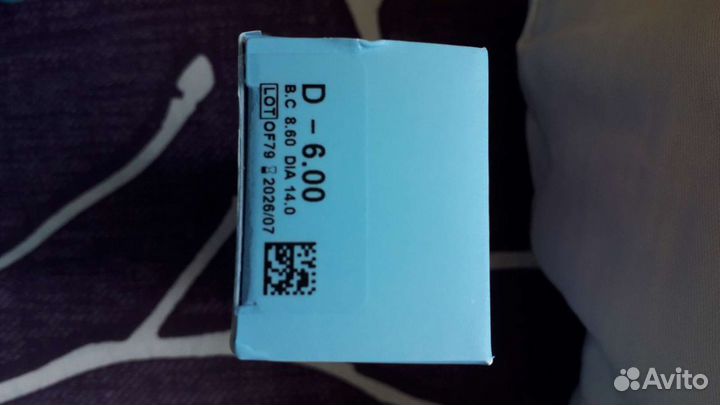 D – 6.00
B.C 8.60 DIA 14.0
LOT OF79 2026/07
Avito